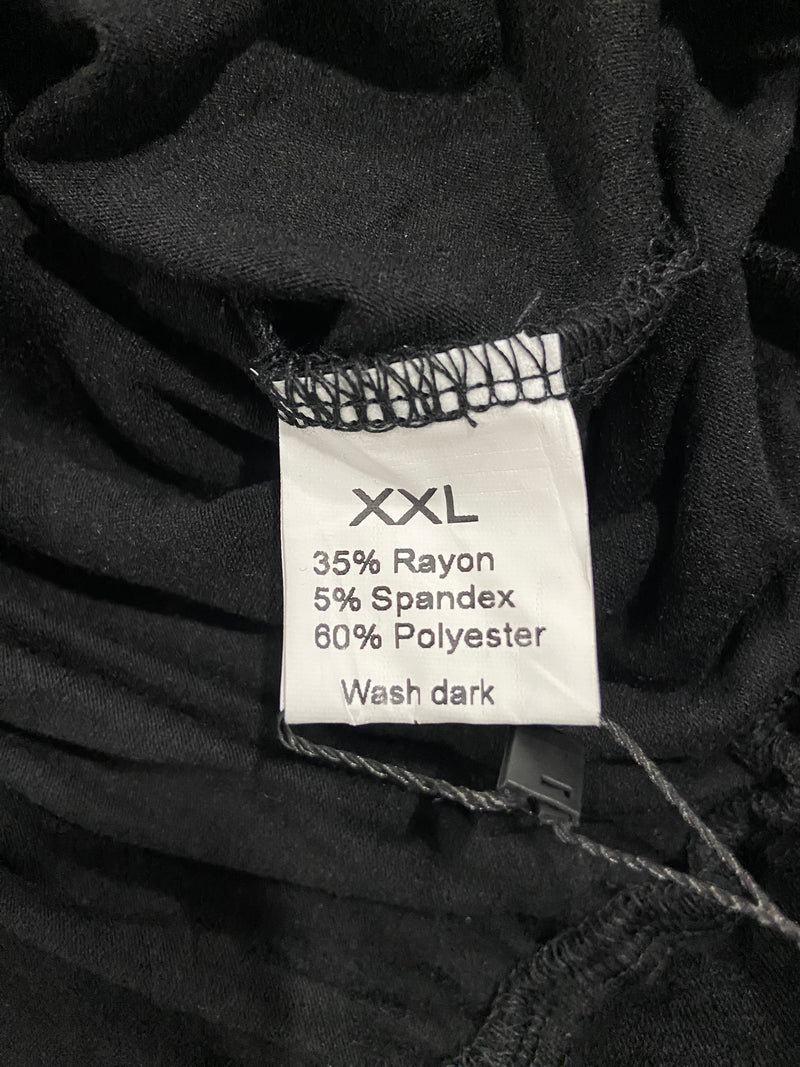 XXL
35% Rayon
5% Spandex
60% Polyester
Wash dark